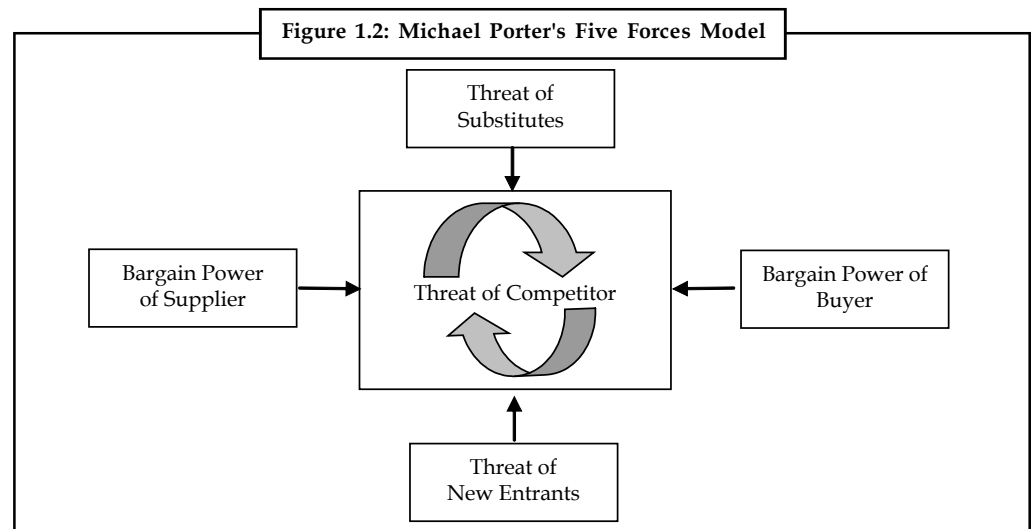 Figure 1.2: Michael Porter's Five Forces Model
Threat of
Substitutes
Bargain Power
of Supplier
Threat of Competitor
Bargain Power of
Buyer
Threat of
New Entrants